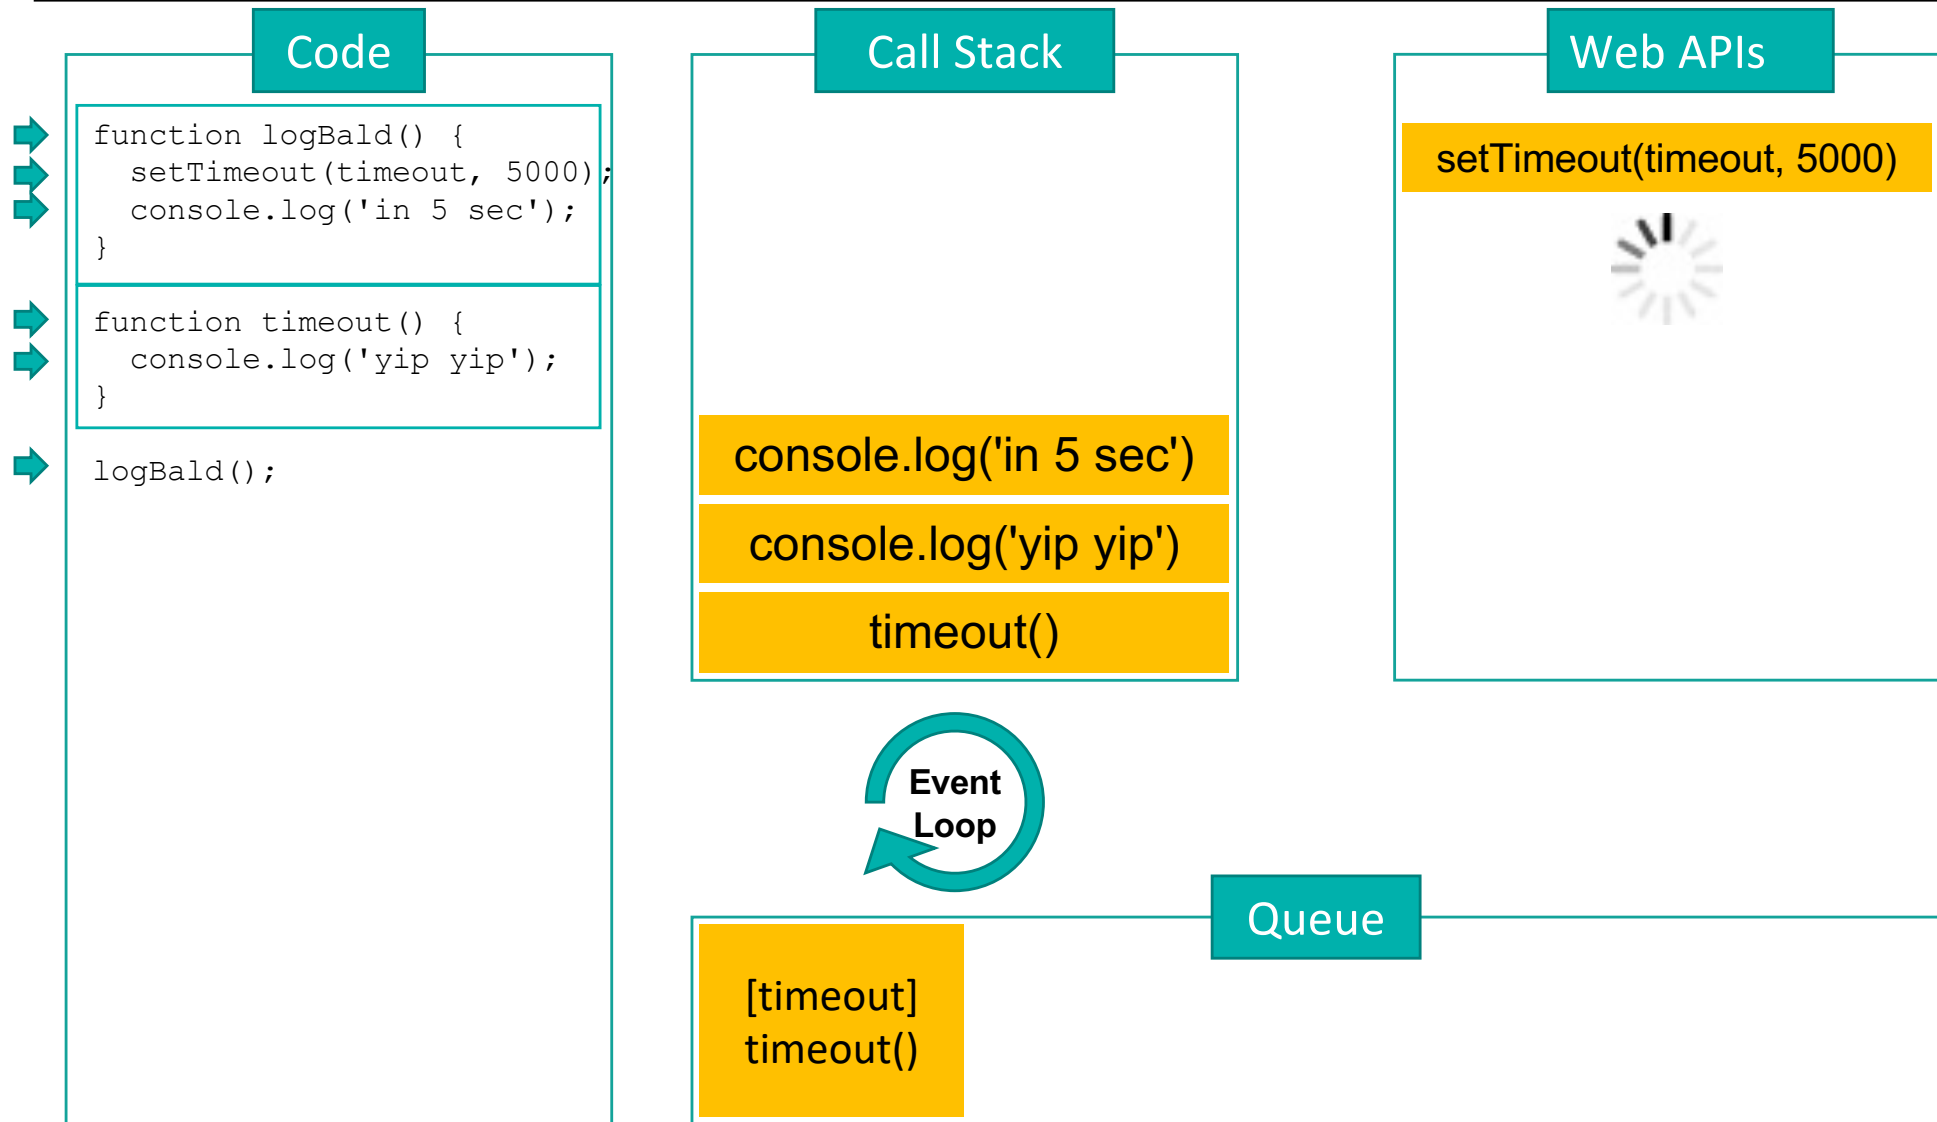 Code
function logBald() {
  setTimeout(timeout, 5000);
  console.log('in 5 sec');
}
function timeout() {
  console.log('yip yip');
}
logBald();
Call Stack
console.log('in 5 sec')
console.log('yip yip')
timeout()
Web APIs
setTimeout(timeout, 5000)
Event
Loop
Queue
[timeout]
timeout()